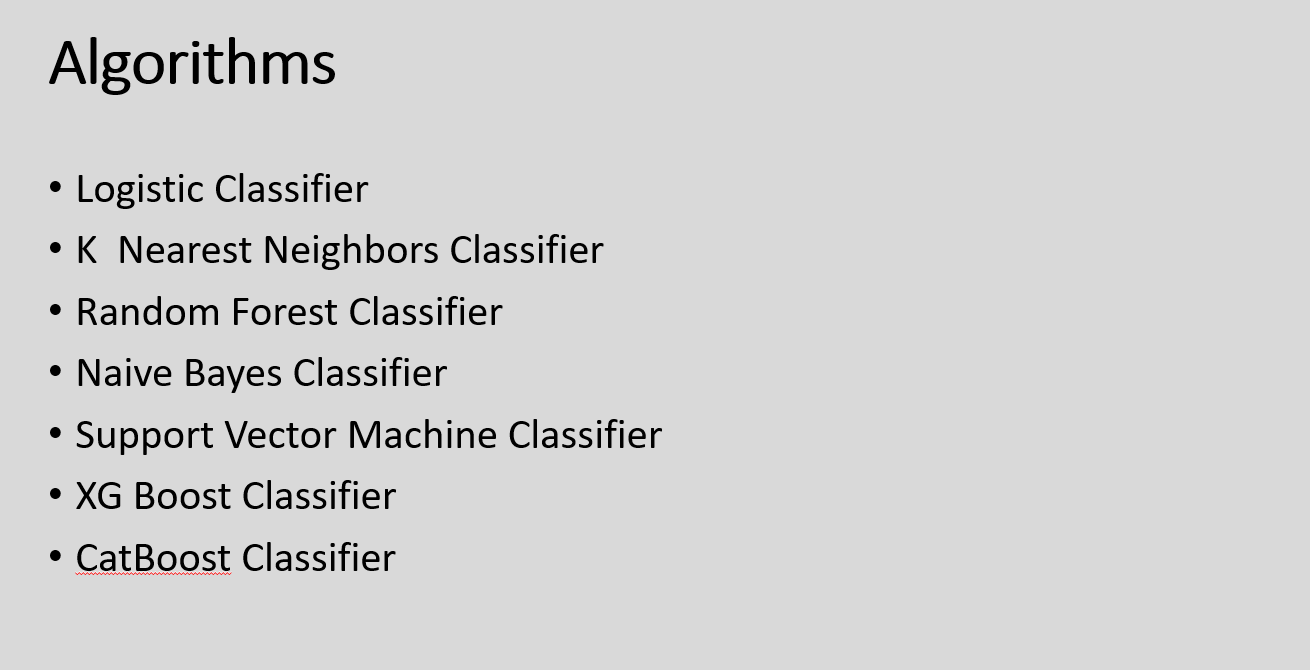 Algorithms
• Logistic Classifier
• K  Nearest Neighbors Classifier
• Random Forest Classifier
• Naive Bayes Classifier
• Support Vector Machine Classifier
• XG Boost Classifier
• CatBoost Classifier